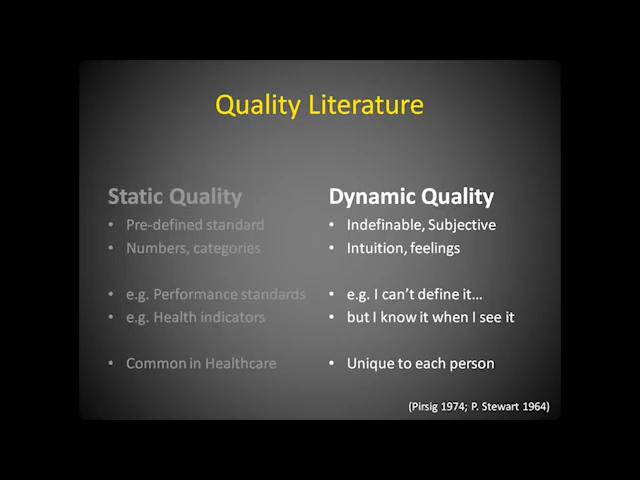 Quality Literature
Static Quality
• Pre-defined standard
• Numbers, categories
• e.g. Performance standards
• e.g. Health indicators
• Common in Healthcare
Dynamic Quality
• Indefinable, Subjective
• Intuition, feelings
• e.g. I can't define it…
• but I know it when I see it
• Unique to each person
(Pirsig 1974; P. Stewart 1964)